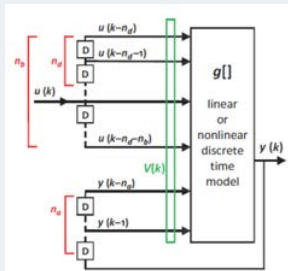 u (k-n_d)
u (k-n_d-1)
D
n_d
n_b
D
u (k)
D
u (k-n_d-n_b)
V(k)
g[]
linear
or
nonlinear
discrete
time
model
y (k)
y (k-n_a)
D
n_a
y (k-1)
D